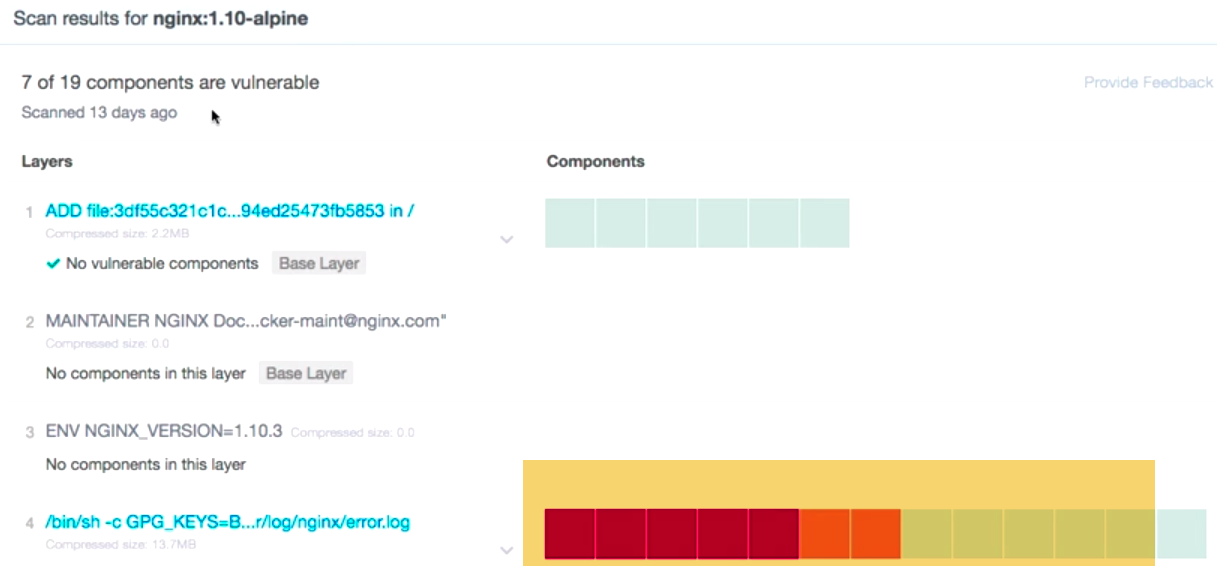 Scan results for nginx:1.10-alpine
7 of 19 components are vulnerable
Provide Feedback
Scanned 13 days ago
Layers
Components
1 ADD file:3df55c321c1c...94ed25473fb5853 in /
Compressed size: 2.2MB
No vulnerable components Base Layer
2 MAINTAINER NGINX Doc...cker-maint@nginx.com"
Compressed size: 0.0
No components in this layer Base Layer
3 ENV NGINX_VERSION=1.10.3 Compressed size: 0.0
No components in this layer
4 /bin/sh -c GPG_KEYS=B...r/log/nginx/error.log
Compressed size: 13.7MB